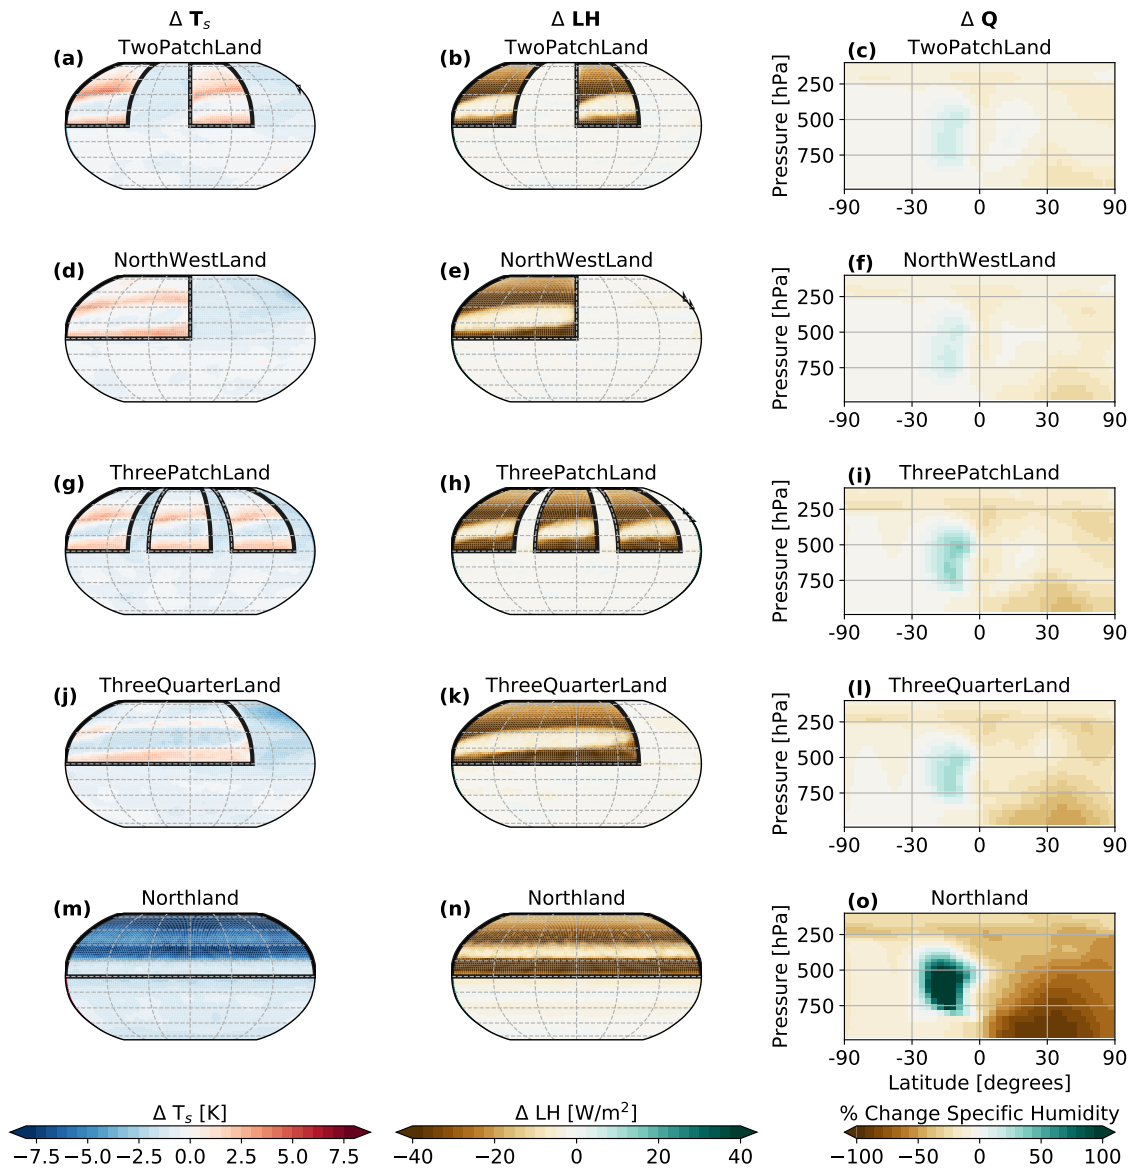 Δ Tₛ
Δ LH
Δ Q
(a) TwoPatchLand
(b) TwoPatchLand
(c) TwoPatchLand
Pressure [hPa]
250
500
750
-90 -30 0 30 90
(d) NorthWestLand
(e) NorthWestLand
(f) NorthWestLand
Pressure [hPa]
250
500
750
-90 -30 0 30 90
(g) ThreePatchLand
(h) ThreePatchLand
(i) ThreePatchLand
Pressure [hPa]
250
500
750
-90 -30 0 30 90
(j) ThreeQuarterLand
(k) ThreeQuarterLand
(l) ThreeQuarterLand
Pressure [hPa]
250
500
750
-90 -30 0 30 90
(m) Northland
(n) Northland
(o) Northland
Pressure [hPa]
250
500
750
-90 -30 0 30 90
Latitude [degrees]
Δ Tₛ [K]
−7.5 −5.0 −2.5 0.0 2.5 5.0 7.5
Δ LH [W/m²]
−40 −20 0 20 40
% Change Specific Humidity
−100 −50 0 50 100